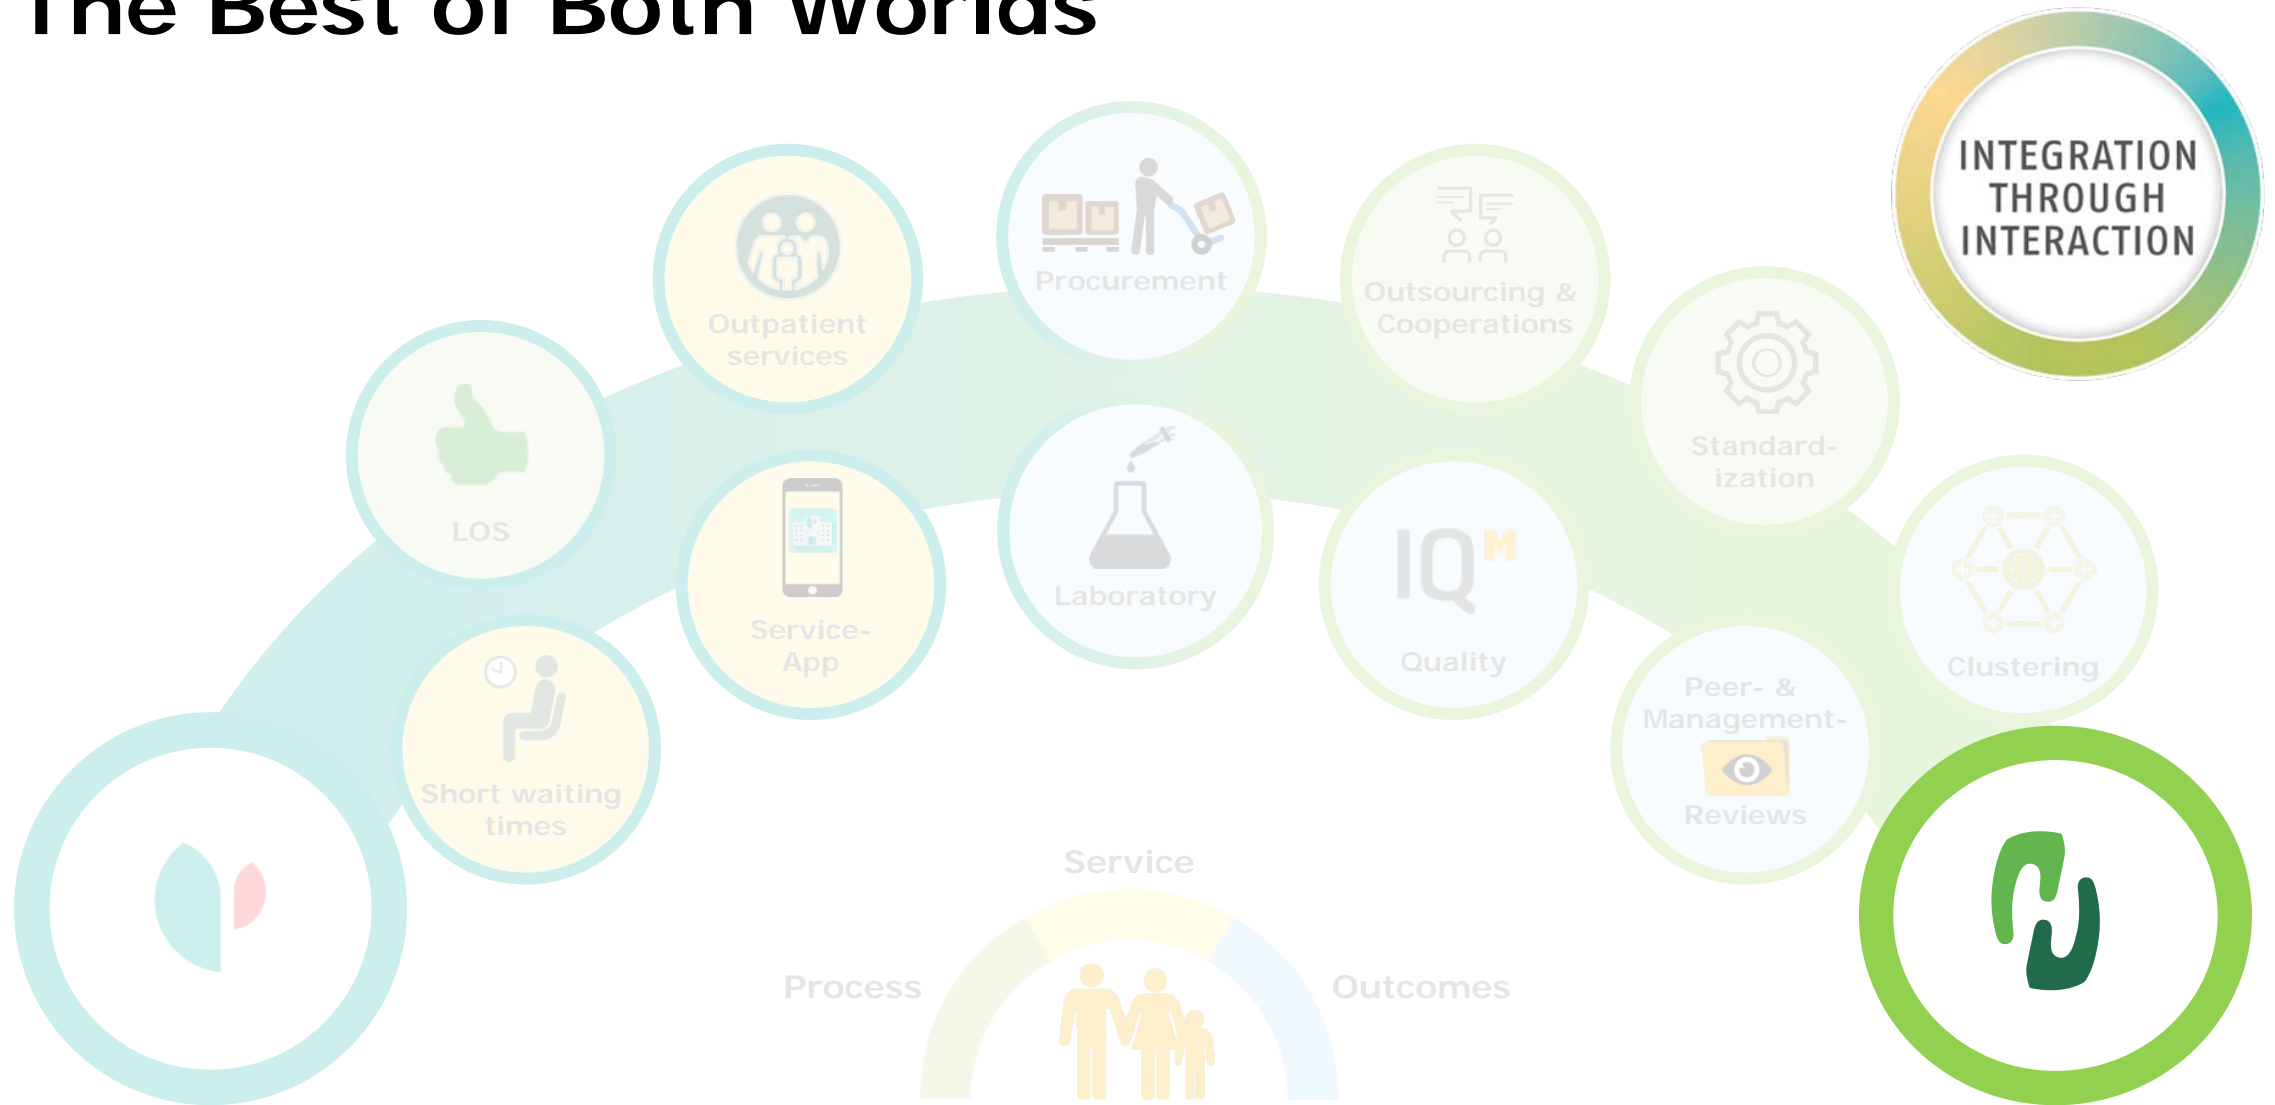 The Best of Both Worlds
INTEGRATION
THROUGH
INTERACTION
Procurement
Outpatient
services
Outsourcing &
Cooperations
Standard-
ization
LOS
Service-
App
Laboratory
IQM
Quality
Clustering
Peer- &
Management-
Reviews
Short waiting
times
Service
Process
Outcomes